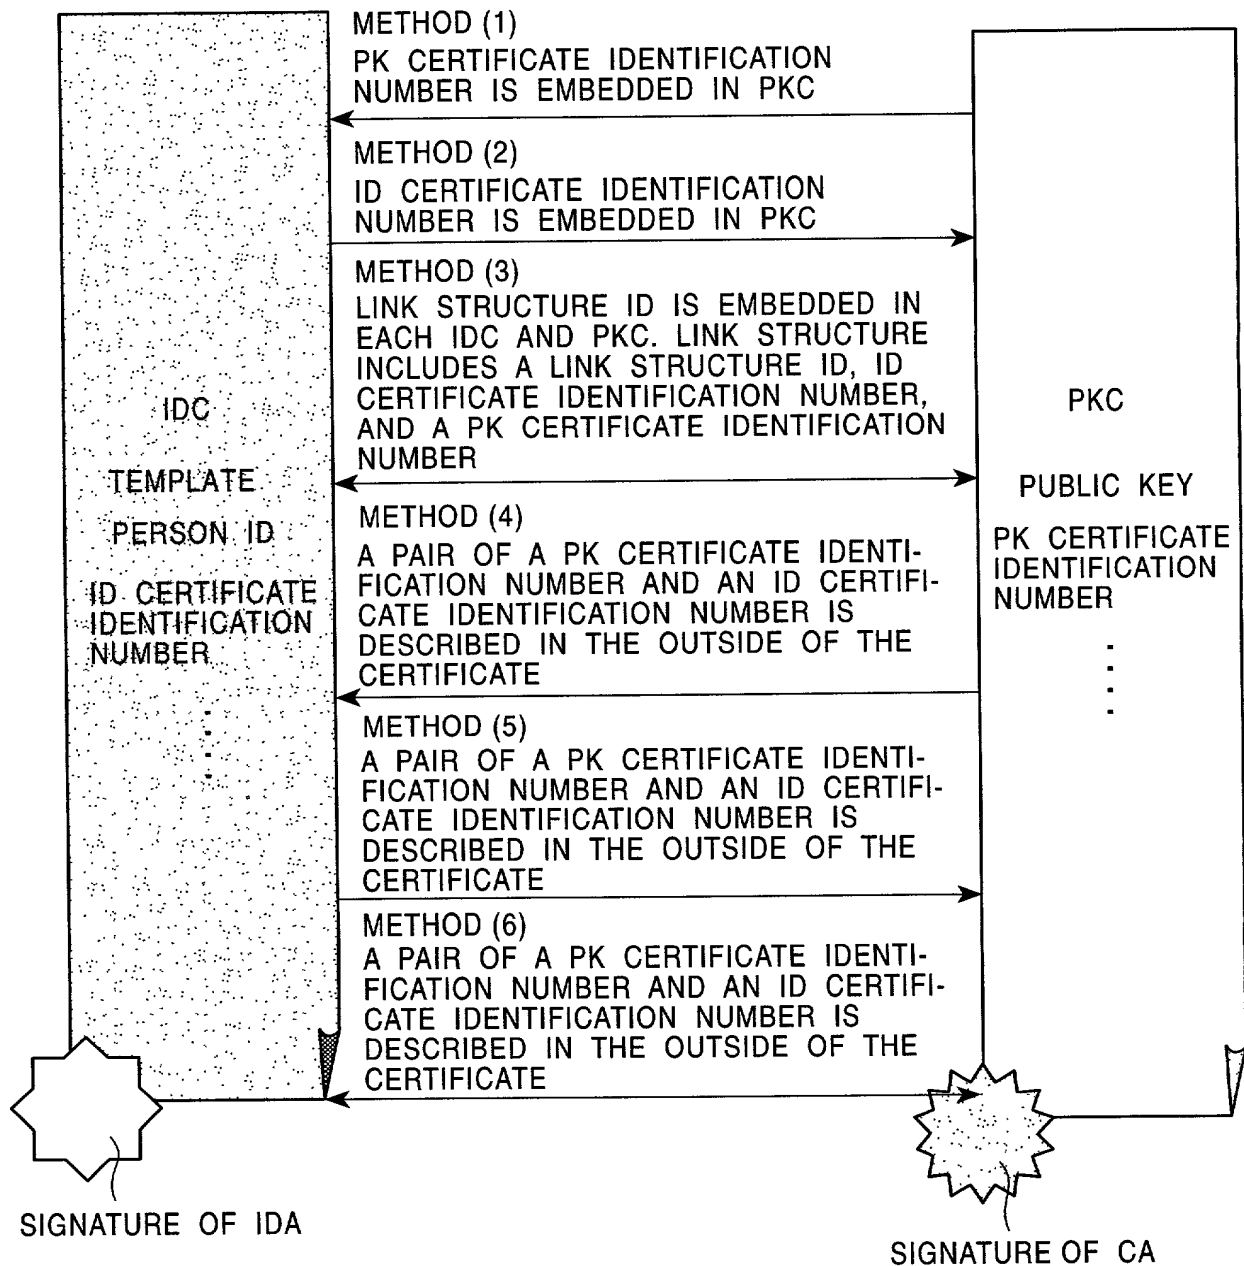 METHOD (1)
PK CERTIFICATE IDENTIFICATION
NUMBER IS EMBEDDED IN PKC
METHOD (2)
ID CERTIFICATE IDENTIFICATION
NUMBER IS EMBEDDED IN PKC
METHOD (3)
LINK STRUCTURE ID IS EMBEDDED IN
EACH IDC AND PKC. LINK STRUCTURE
INCLUDES A LINK STRUCTURE ID, ID
CERTIFICATE IDENTIFICATION NUMBER,
AND A PK CERTIFICATE IDENTIFICATION
NUMBER
IDC
TEMPLATE
PERSON ID
ID CERTIFICATE
IDENTIFICATION
NUMBER
PKC
PUBLIC KEY
PK CERTIFICATE
IDENTIFICATION
NUMBER
METHOD (4)
A PAIR OF A PK CERTIFICATE IDENTI-
FICATION NUMBER AND AN ID CERTIFI-
CATE IDENTIFICATION NUMBER IS
DESCRIBED IN THE OUTSIDE OF THE
CERTIFICATE
METHOD (5)
A PAIR OF A PK CERTIFICATE IDENTI-
FICATION NUMBER AND AN ID CERTIFI-
CATE IDENTIFICATION NUMBER IS
DESCRIBED IN THE OUTSIDE OF THE
CERTIFICATE
METHOD (6)
A PAIR OF A PK CERTIFICATE IDENTI-
FICATION NUMBER AND AN ID CERTIFI-
CATE IDENTIFICATION NUMBER IS
DESCRIBED IN THE OUTSIDE OF THE
CERTIFICATE
SIGNATURE OF IDA
SIGNATURE OF CA